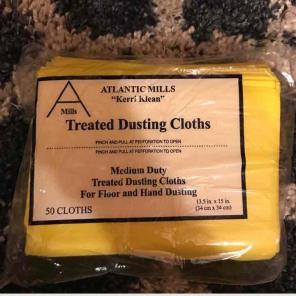 ATLANTIC MILLS
A
Mills
"Kerri Klean"
Treated Dusting Cloths
PINCH AND PULL AT PERFORATION TO OPEN
PINCH AND PULL AT PERFORATION TO OPEN
Medium Duty
Treated Dusting Cloths
For Floor and Hand Dusting
50 CLOTHS
13.5 in x 15 in.
(34 cm x 34 cm)